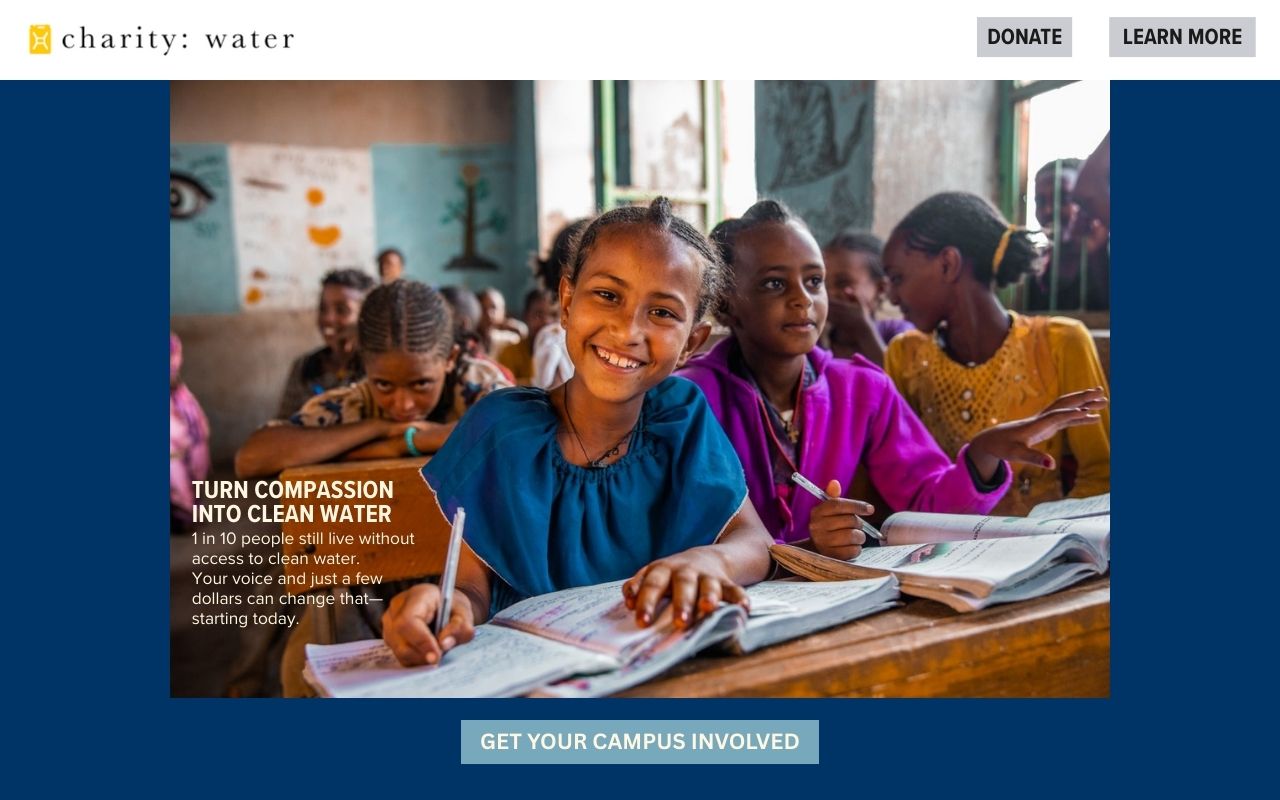 charity: water
DONATE
LEARN MORE
TURN COMPASSION
INTO CLEAN WATER
1 in 10 people still live without
access to clean water.
Your voice and just a few
dollars can change that—
starting today.
GET YOUR CAMPUS INVOLVED